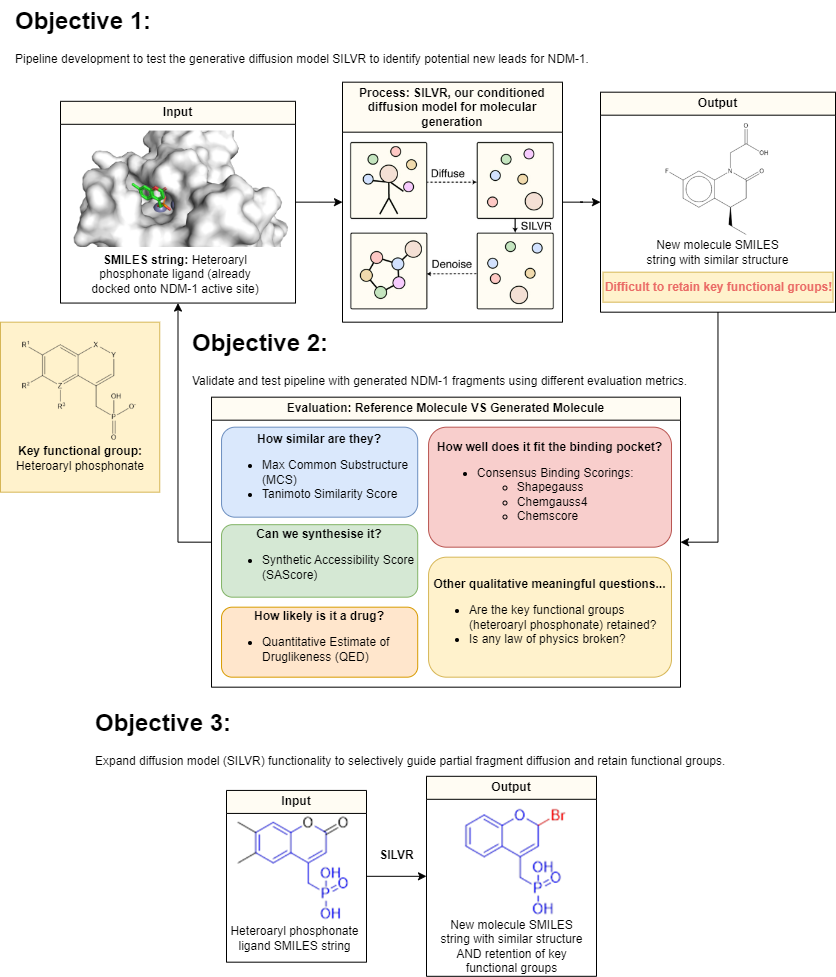 Objective 1:
Pipeline development to test the generative diffusion model SILVR to identify potential new leads for NDM-1.
Input
SMILES string: Heteroaryl
phosphonate ligand (already
docked onto NDM-1 active site)
Process: SILVR, our conditioned
diffusion model for molecular
generation
Diffuse
SILVR
Denoise
Output
O
OH
F
N
O
New molecule SMILES
string with similar structure
Difficult to retain key functional groups!
R1
X
Y
R2
Z
R3
OH
O-
P
O
Key functional group:
Heteroaryl phosphonate
Objective 2:
Validate and test pipeline with generated NDM-1 fragments using different evaluation metrics.
Evaluation: Reference Molecule VS Generated Molecule
How similar are they?
• Max Common Substructure
(MCS)
• Tanimoto Similarity Score
Can we synthesise it?
• Synthetic Accessibility Score
(SAScore)
How likely is it a drug?
• Quantitative Estimate of
Druglikeness (QED)
How well does it fit the binding pocket?
• Consensus Binding Scorings:
o Shapegauss
o Chemgauss4
o Chemscore
Other qualitative meaningful questions...
• Are the key functional groups
(heteroaryl phosphonate) retained?
• Is any law of physics broken?
Objective 3:
Expand diffusion model (SILVR) functionality to selectively guide partial fragment diffusion and retain functional groups.
Input
O
O
OH
P
O
OH
Heteroaryl phosphonate
ligand SMILES string
SILVR
Output
O
Br
OH
P
O
OH
New molecule SMILES
string with similar structure
AND retention of key
functional groups